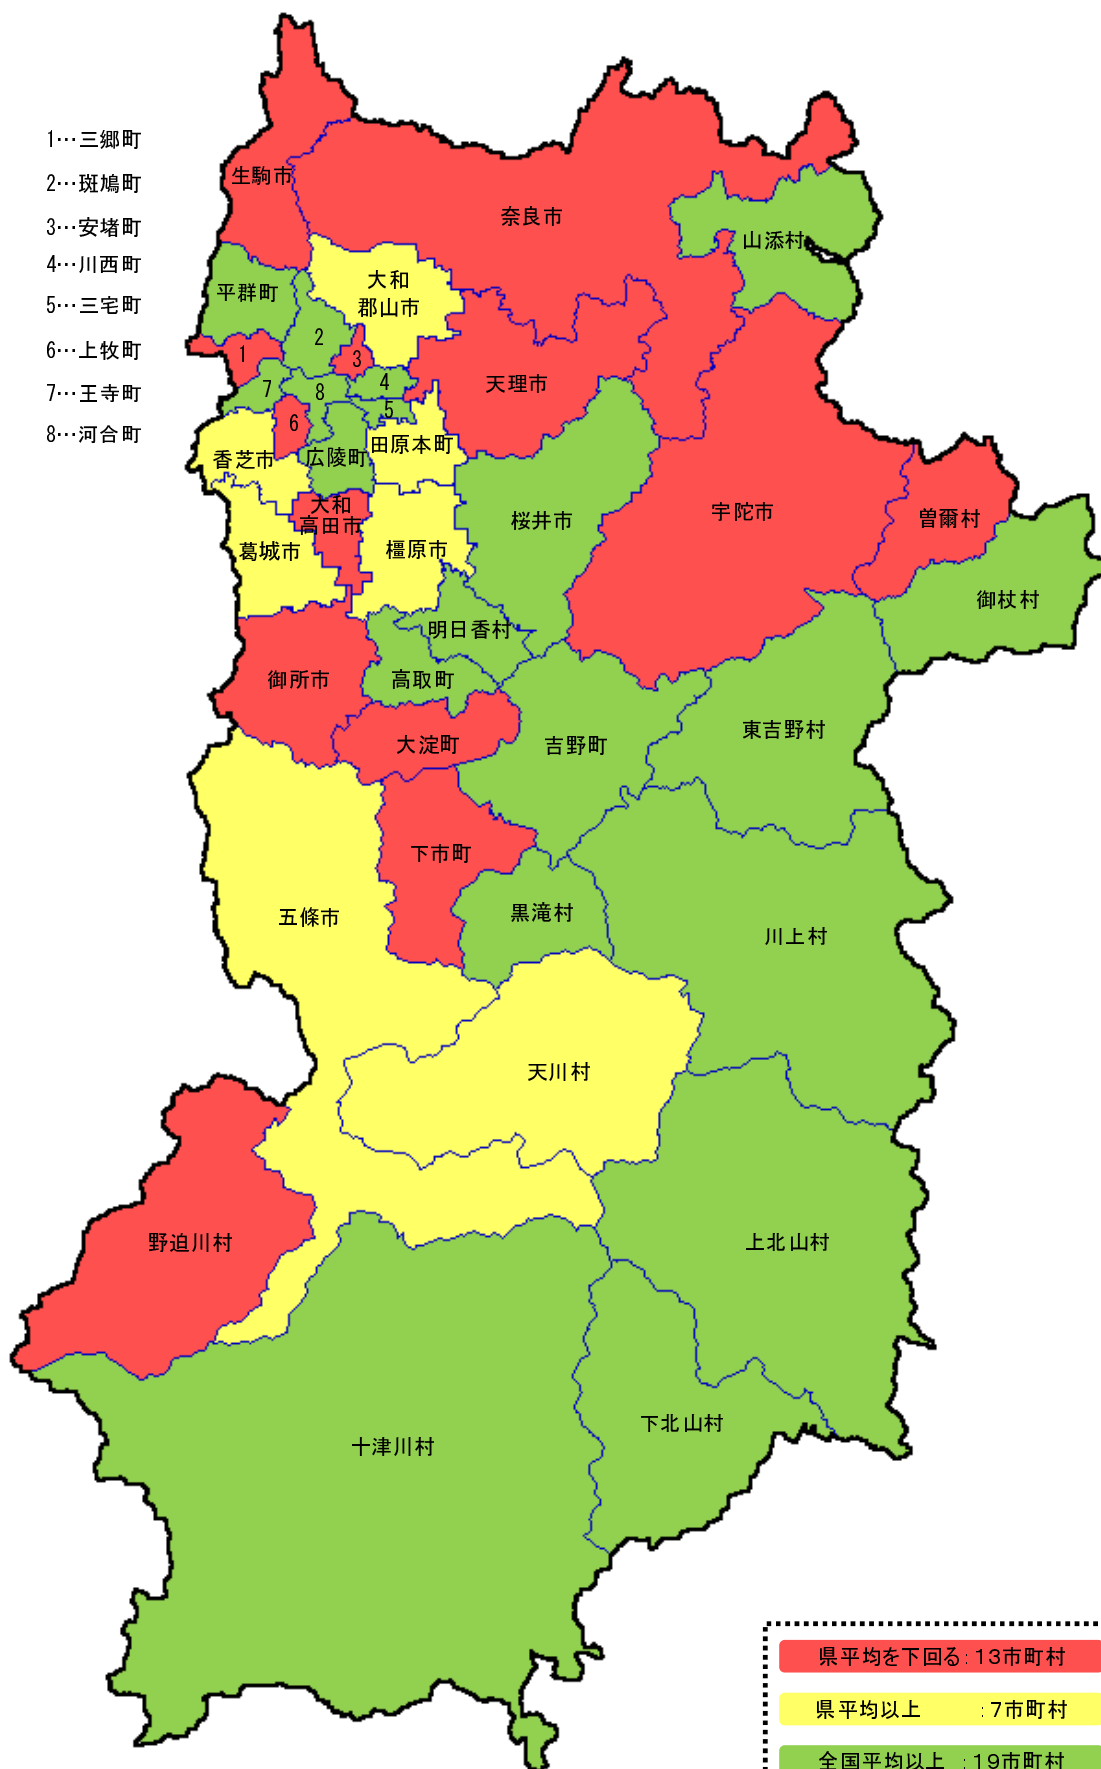 1…三郷町
2…斑鳩町
3…安堵町
4…川西町
5…三宅町
6…上牧町
7…王寺町
8…河合町
生駒市
奈良市
山添村
平群町
大和
郡山市
2
1
3
天理市
7
8
4
5
6
香芝市
広陵町
田原本町
大和
高田市
桜井市
宇陀市
曽爾村
葛城市
橿原市
御杖村
明日香村
御所市
高取町
大淀町
吉野町
東吉野村
下市町
五條市
黒滝村
川上村
天川村
野迫川村
上北山村
下北山村
十津川村
県平均を下回る:13市町村
県平均以上 :7市町村
全国平均以上 :19市町村